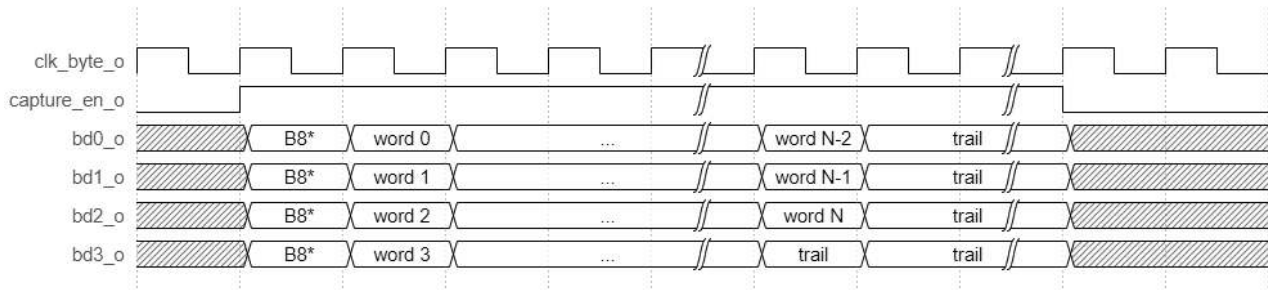 clk_byte_o
capture_en_o
bd0_o B8* word 0 ... word N-2 trail
bd1_o B8* word 1 ... word N-1 trail
bd2_o B8* word 2 ... word N trail
bd3_o B8* word 3 ... trail trail